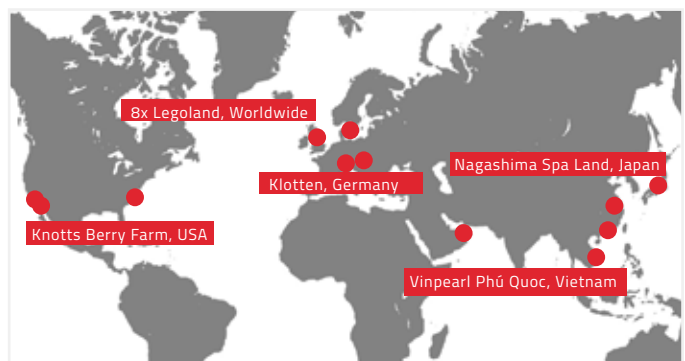 8x Legoland, Worldwide
Nagashima Spa Land, Japan
Klotten, Germany
Knotts Berry Farm, USA
Vinpearl Phú Quoc, Vietnam